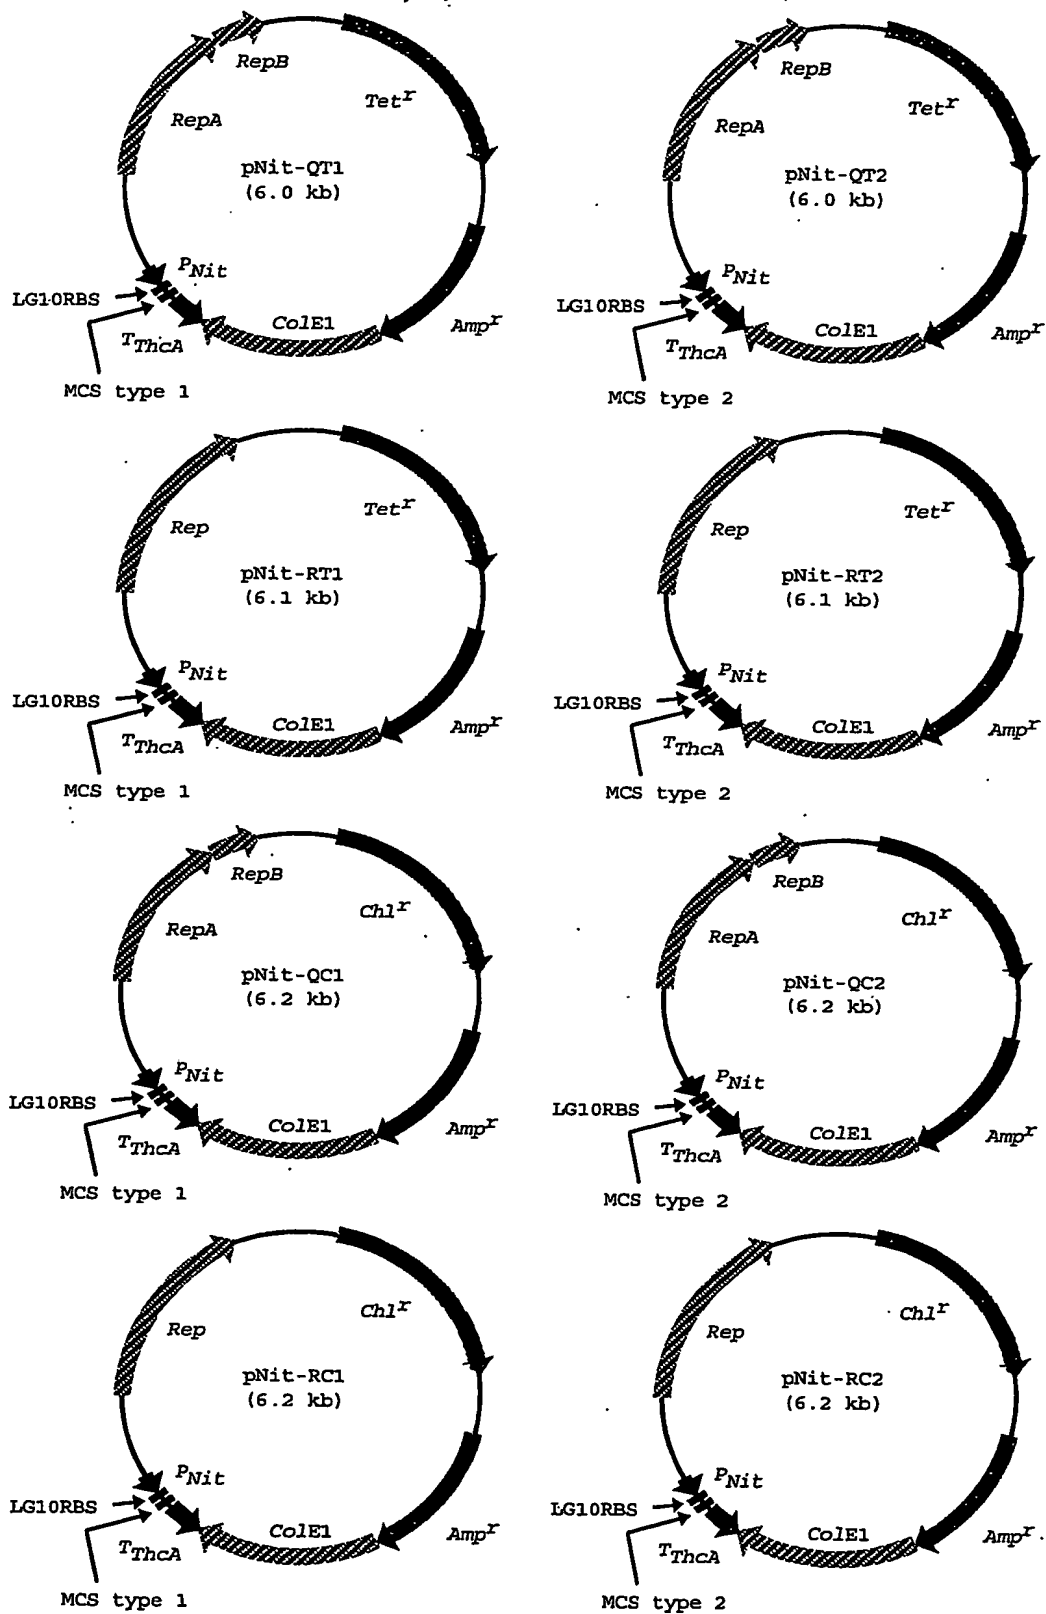 RepB
Tetr
RepA
pNit-QT1
(6.0 kb)
PNit
LG10RBS
ColE1
Ampr
TThcA
MCS type 1
RepB
Tetr
RepA
pNit-QT2
(6.0 kb)
PNit
LG10RBS
ColE1
Ampr
TThcA
MCS type 2
Tetr
Rep
pNit-RT1
(6.1 kb)
PNit
LG10RBS
ColE1
Ampr
TThcA
MCS type 1
Tetr
Rep
pNit-RT2
(6.1 kb)
PNit
LG10RBS
ColE1
Ampr
TThcA
MCS type 2
RepB
Chlr
RepA
pNit-QC1
(6.2 kb)
PNit
LG10RBS
ColE1
Ampr
TThcA
MCS type 1
RepB
Chlr
RepA
pNit-QC2
(6.2 kb)
PNit
LG10RBS
ColE1
Ampr
TThcA
MCS type 2
Chlr
Rep
pNit-RC1
(6.2 kb)
PNit
LG10RBS
ColE1
Ampr
TThcA
MCS type 1
Chlr
Rep
pNit-RC2
(6.2 kb)
PNit
LG10RBS
ColE1
Ampr
TThcA
MCS type 2